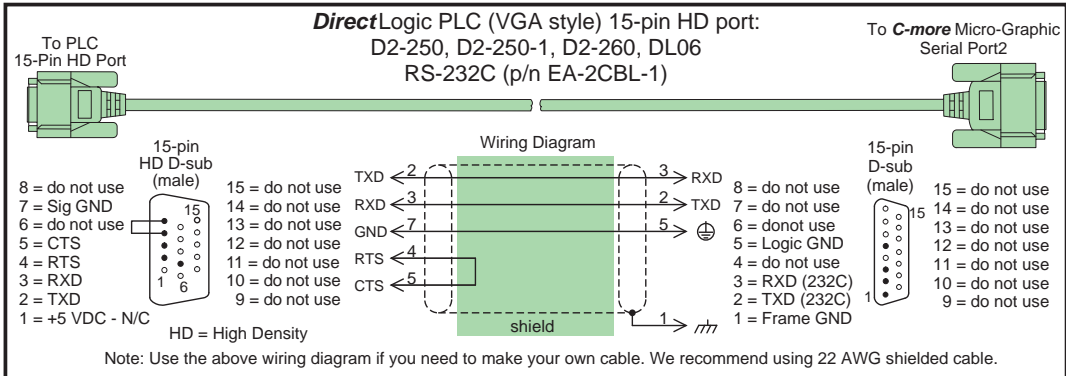 DirectLogic PLC (VGA style) 15-pin HD port:
D2-250, D2-250-1, D2-260, DL06
RS-232C (p/n EA-2CBL-1)
To PLC
15-Pin HD Port
To C-more Micro-Graphic
Serial Port2
15-pin
HD D-sub
(male)
8 = do not use
7 = Sig GND
6 = do not use
5 = CTS
4 = RTS
3 = RXD
2 = TXD
1 = +5 VDC - N/C
15
1
6
HD = High Density
15 = do not use
14 = do not use
13 = do not use
12 = do not use
11 = do not use
10 = do not use
9 = do not use
Wiring Diagram
TXD 2 3 RXD
RXD 3 2 TXD
GND 7 5
RTS 4
CTS 5
shield
1
8 = do not use
7 = do not use
6 = donot use
5 = Logic GND
4 = do not use
3 = RXD (232C)
2 = TXD (232C)
1 = Frame GND
15-pin
D-sub
(male)
15
1
15 = do not use
14 = do not use
13 = do not use
12 = do not use
11 = do not use
10 = do not use
9 = do not use
Note: Use the above wiring diagram if you need to make your own cable. We recommend using 22 AWG shielded cable.